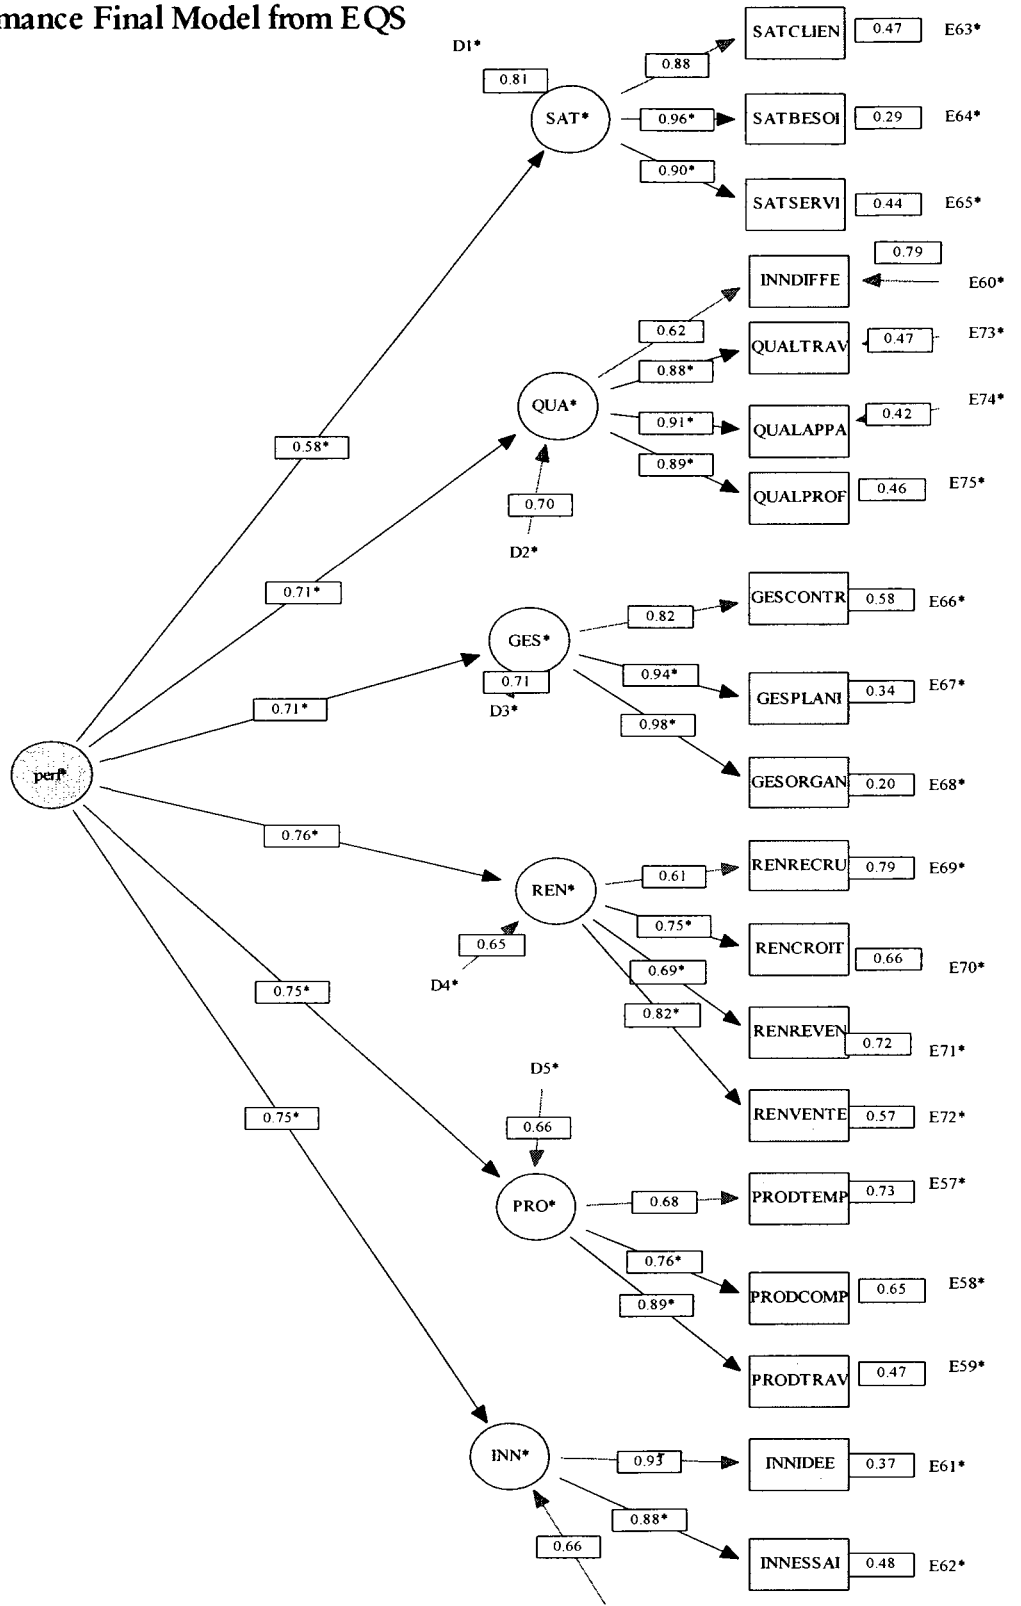 mance Final Model from EQS
D1*
0.81
SAT*
0.88
SATCLIEN
0.47
E63*
0.96*
SATBESOI
0.29
E64*
0.90*
SATSERVI
0.44
E65*
0.58*
QUA*
0.62
INNDIFFE
0.79
E60*
0.88*
QUALTRAV
0.47
E73*
0.91*
QUALAPPA
0.42
E74*
0.89*
QUALPROF
0.46
E75*
0.70
D2*
0.71*
GES*
0.71
D3*
0.82
GESCONTR
0.58
E66*
0.94*
GESPLANI
0.34
E67*
0.98*
GESORGAN
0.20
E68*
0.71*
perf*
0.76*
REN*
0.65
D4*
0.61
RENRECRU
0.79
E69*
0.75*
RENCROIT
0.66
E70*
0.69*
RENREVEN
0.72
E71*
0.82*
RENVENTE
0.57
E72*
0.75*
D5*
0.66
PRO*
0.68
PRODTEMP
0.73
E57*
0.76*
PRODCOMP
0.65
E58*
0.89*
PRODTRAV
0.47
E59*
0.75*
INN*
0.93*
INNIDEE
0.37
E61*
0.88*
INNESSAI
0.48
E62*
0.66